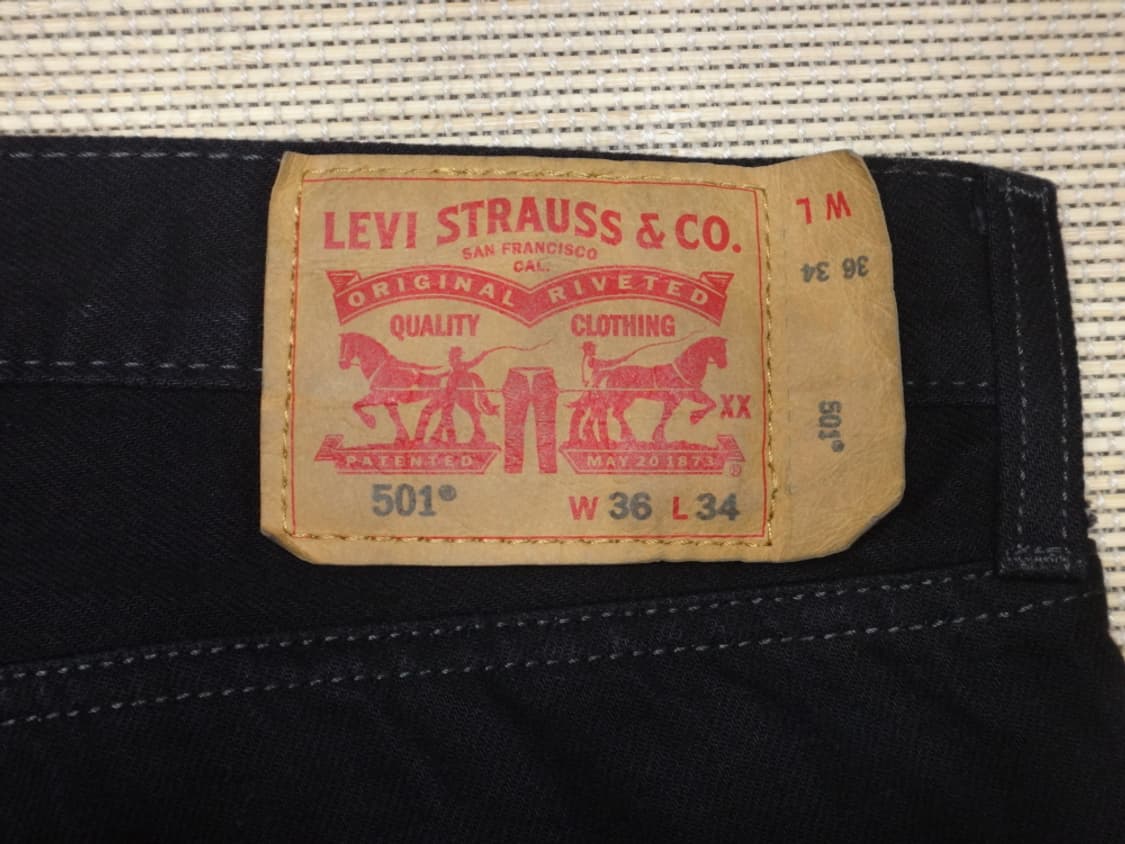 LEVI STRAUSS & CO.
SAN FRANCISCO
CAL.
ORIGINAL RIVETED
QUALITY CLOTHING
XX
PATENTED MAY 20 1873 ®
501® W 36 L 34
W L
36 34
501®